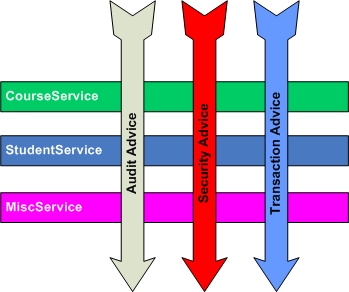 CourseService
StudentService
MiscService
Audit Advice
Security Advice
Transaction Advice